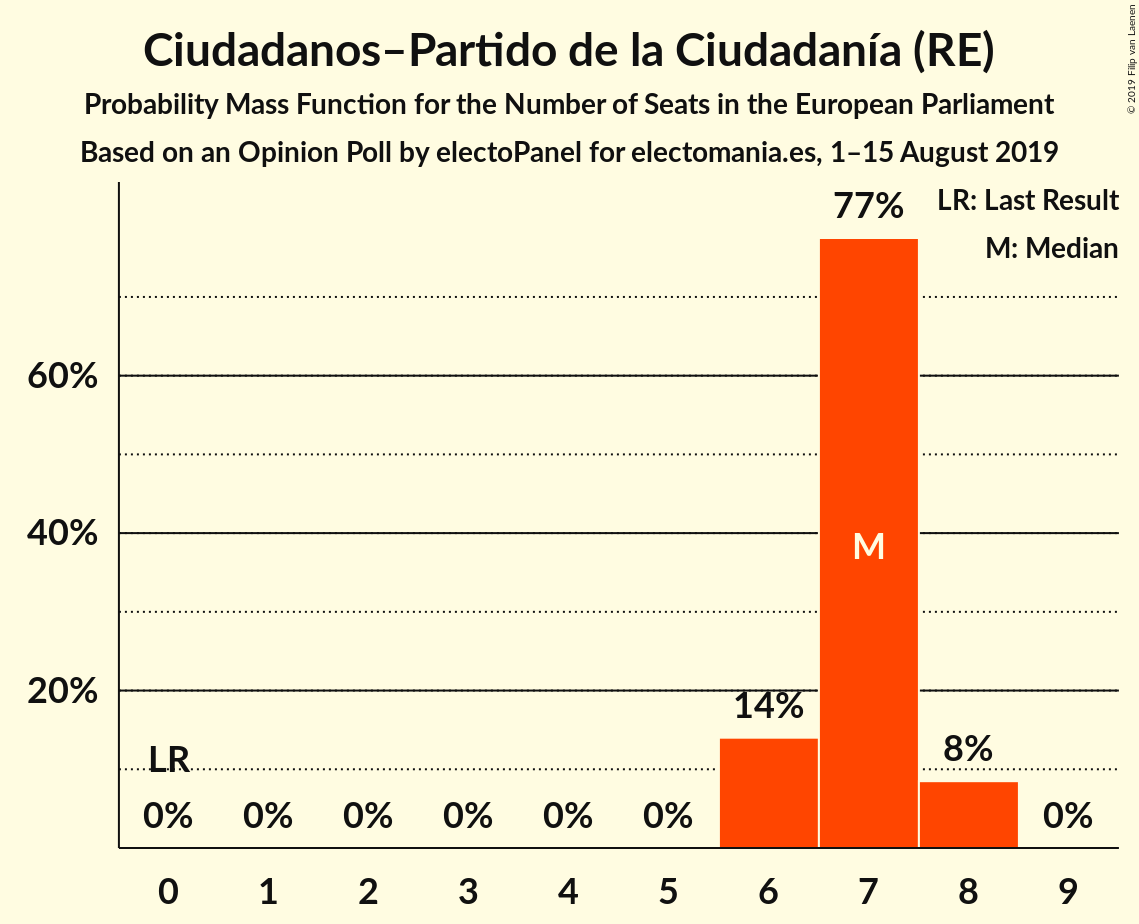 Ciudadanos–Partido de la Ciudadanía (RE)
Probability Mass Function for the Number of Seats in the European Parliament
Based on an Opinion Poll by electoPanel for electomania.es, 1–15 August 2019
© 2019 Filip van Laenen
LR: Last Result
M: Median
77%
60%
40%
M
20%
14%
8%
LR
0% 0% 0% 0% 0% 0% 0%
0 1 2 3 4 5 6 7 8 9